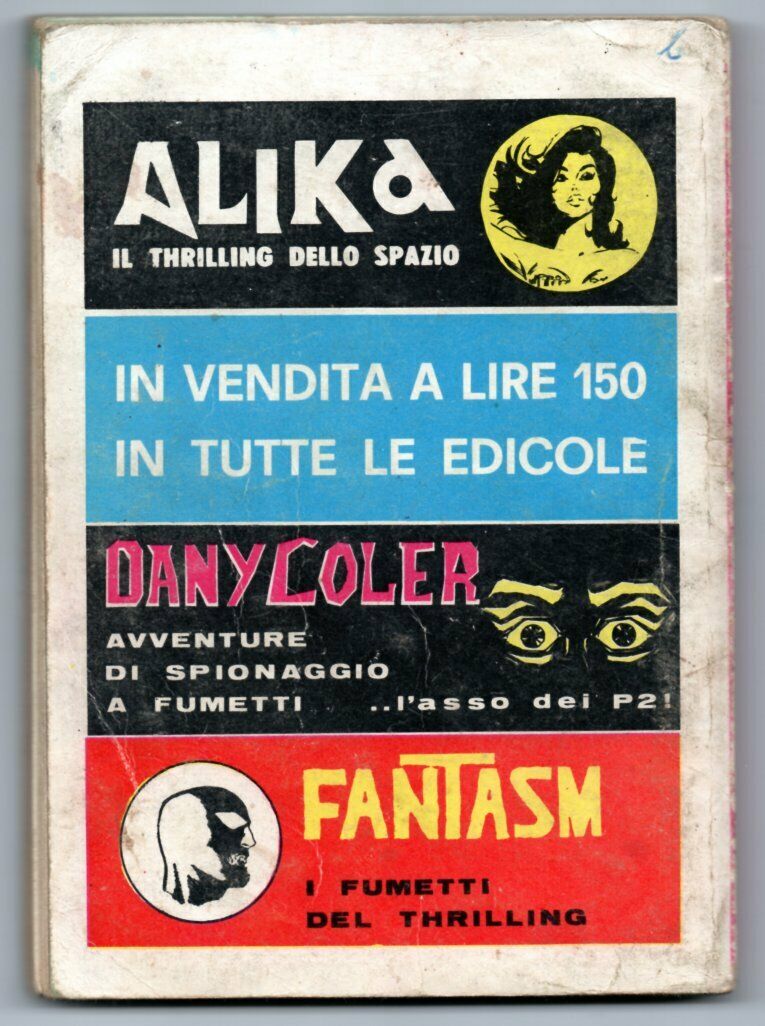 ALIKa
IL THRILLING DELLO SPAZIO
IN VENDITA A LIRE 150
IN TUTTE LE EDICOLE
DANY COLER
AVVENTURE
DI SPIONAGGIO
A FUMETTI ..l'asso dei P2!
FANTASM
I FUMETTI
DEL THRILLING